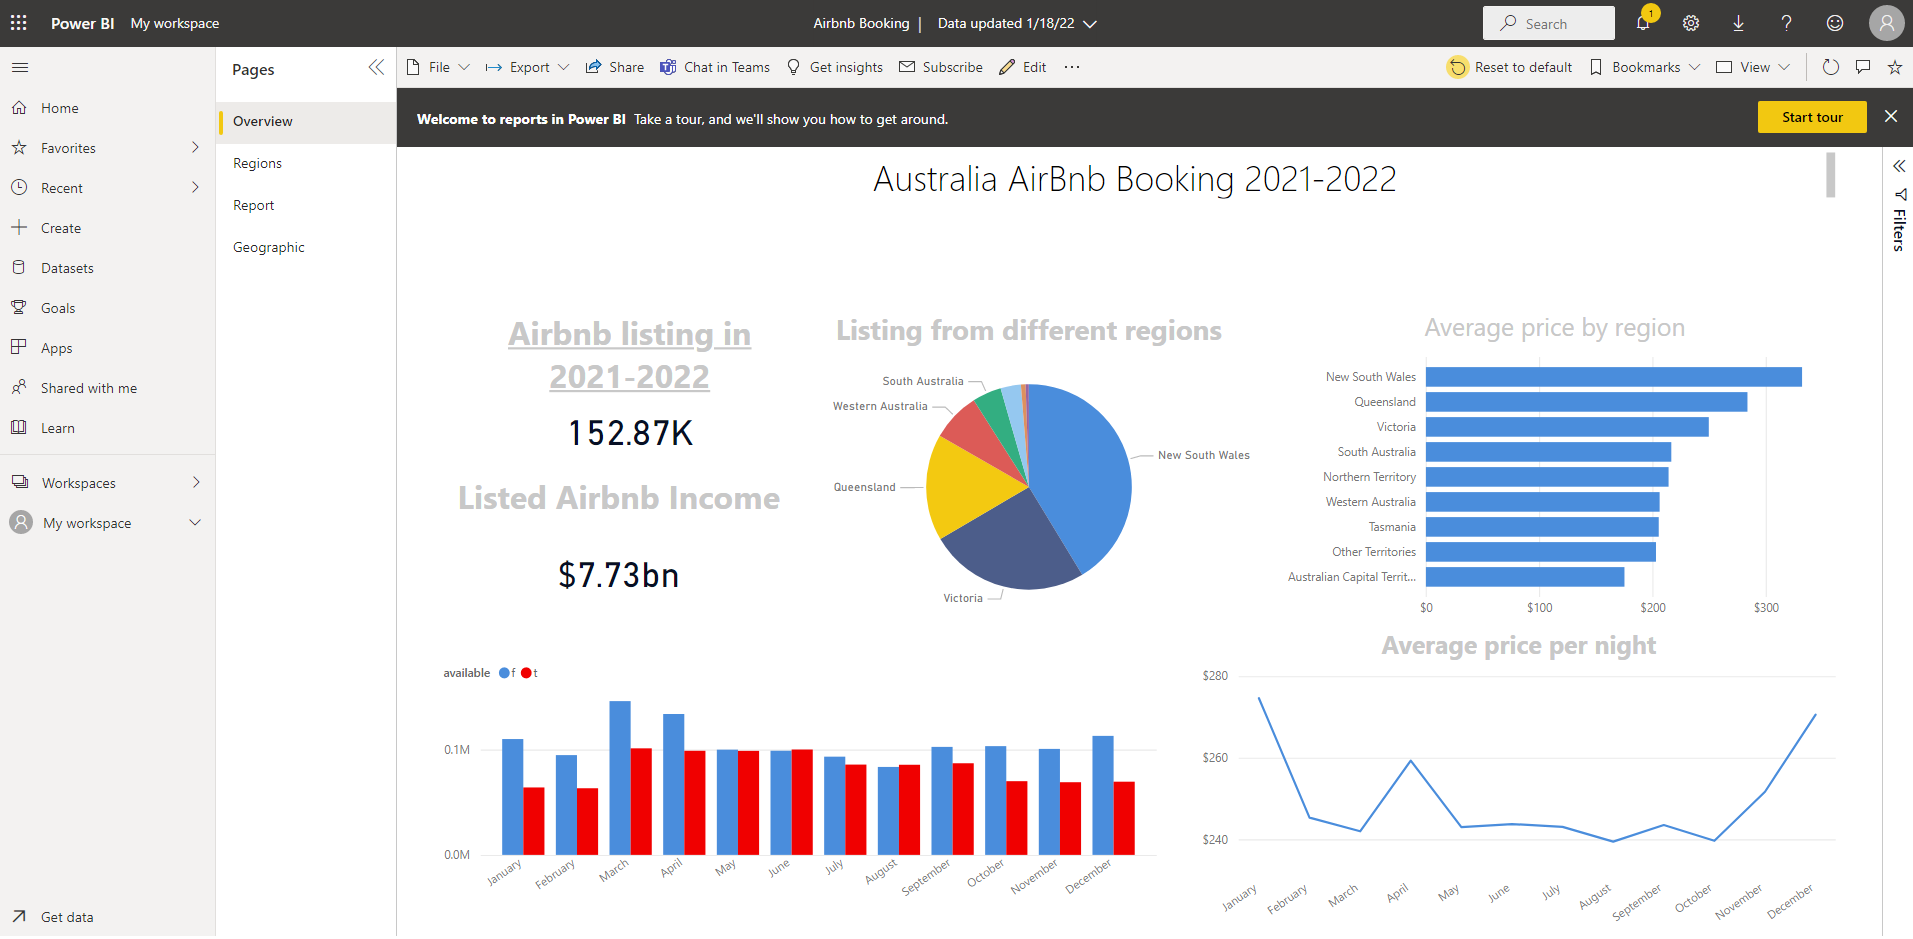 Power BI My workspace
Airbnb Booking | Data updated 1/18/22
Search
1
Pages
File
Export
Share
Chat in Teams
Get insights
Subscribe
Edit
...
Reset to default
Bookmarks
View
Home
Favorites
Recent
Create
Datasets
Goals
Apps
Shared with me
Learn
Workspaces
My workspace
Get data
Overview
Regions
Report
Geographic
Welcome to reports in Power BI Take a tour, and we'll show you how to get around.
Start tour
Filters
Australia AirBnb Booking 2021-2022
Airbnb listing in
2021-2022
152.87K
Listed Airbnb Income
$7.73bn
Listing from different regions
South Australia
Western Australia
New South Wales
Queensland
Victoria
Average price by region
New South Wales
Queensland
Victoria
South Australia
Northern Territory
Western Australia
Tasmania
Other Territories
Australian Capital Territ...
$0 $100 $200 $300
available f t
0.1M
0.0M
January February March April May June July August September October November December
Average price per night
$280
$260
$240
January February March April May June July August September October November December